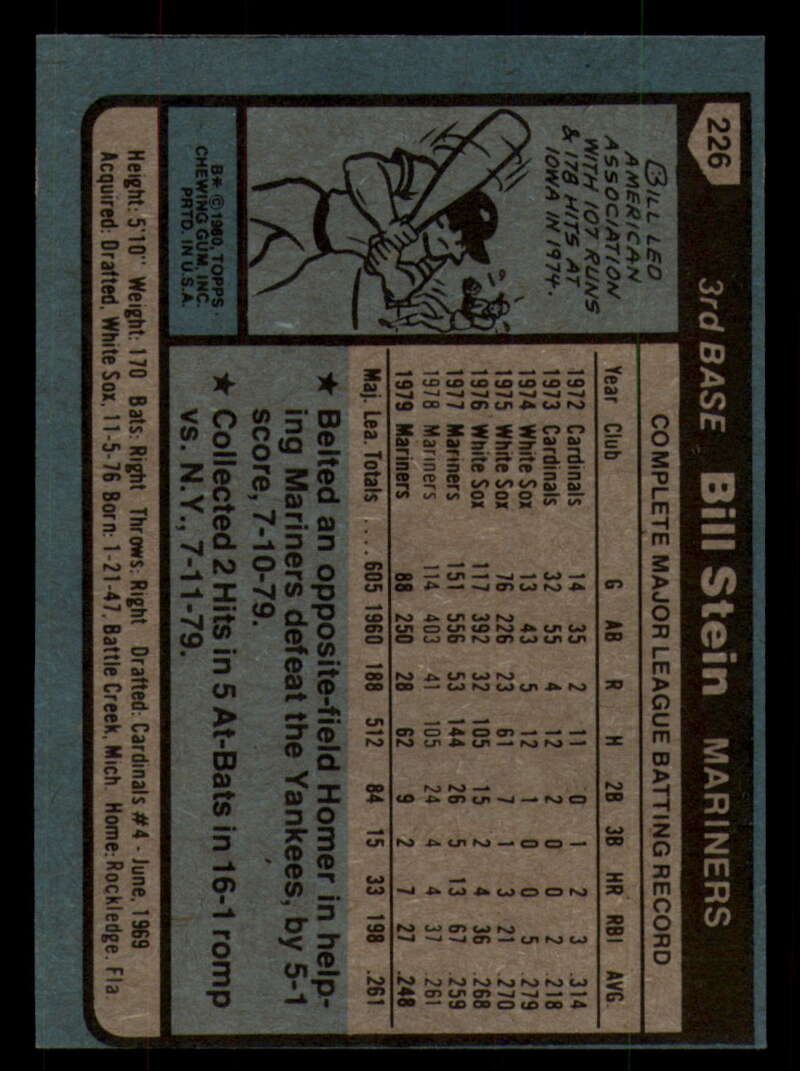 226
3rd BASE Bill Stein MARINERS
BILL LED
AMERICAN
ASSOCIATION
WITH 107 RUNS
& 178 HITS AT
IOWA IN 1974.
B* ©1980, TOPPS
CHEWING GUM, INC.
PRTD. IN U.S.A.
COMPLETE MAJOR LEAGUE BATTING RECORD
Year Club G AB R H 2B 3B HR RBI AVG.
1972 Cardinals 14 35 2 11 0 1 2 3 .314
1973 Cardinals 32 55 4 12 2 0 0 2 .218
1974 White Sox 13 43 5 12 1 0 0 5 .279
1975 White Sox 76 226 23 61 7 1 3 21 .270
1976 White Sox 117 392 32 105 15 2 4 36 .268
1977 Mariners 151 556 53 144 26 5 13 67 .259
1978 Mariners 114 403 41 105 24 4 4 37 .261
1979 Mariners 88 250 28 62 9 2 7 27 .248
Maj. Lea. Totals .... 605 1960 188 512 84 15 33 198 .261
★ Belted an opposite-field Homer in help-
ing Mariners defeat the Yankees, by 5-1
score, 7-10-79.
★ Collected 2 Hits in 5 At-Bats in 16-1 romp
vs. N.Y., 7-11-79.
Height: 5'10" Weight: 170 Bats: Right Throws: Right Drafted: Cardinals #4 - June, 1969
Acquired: Drafted, White Sox, 11-5-76 Born: 1-21-47, Battle Creek, Mich. Home: Rockledge, Fla.